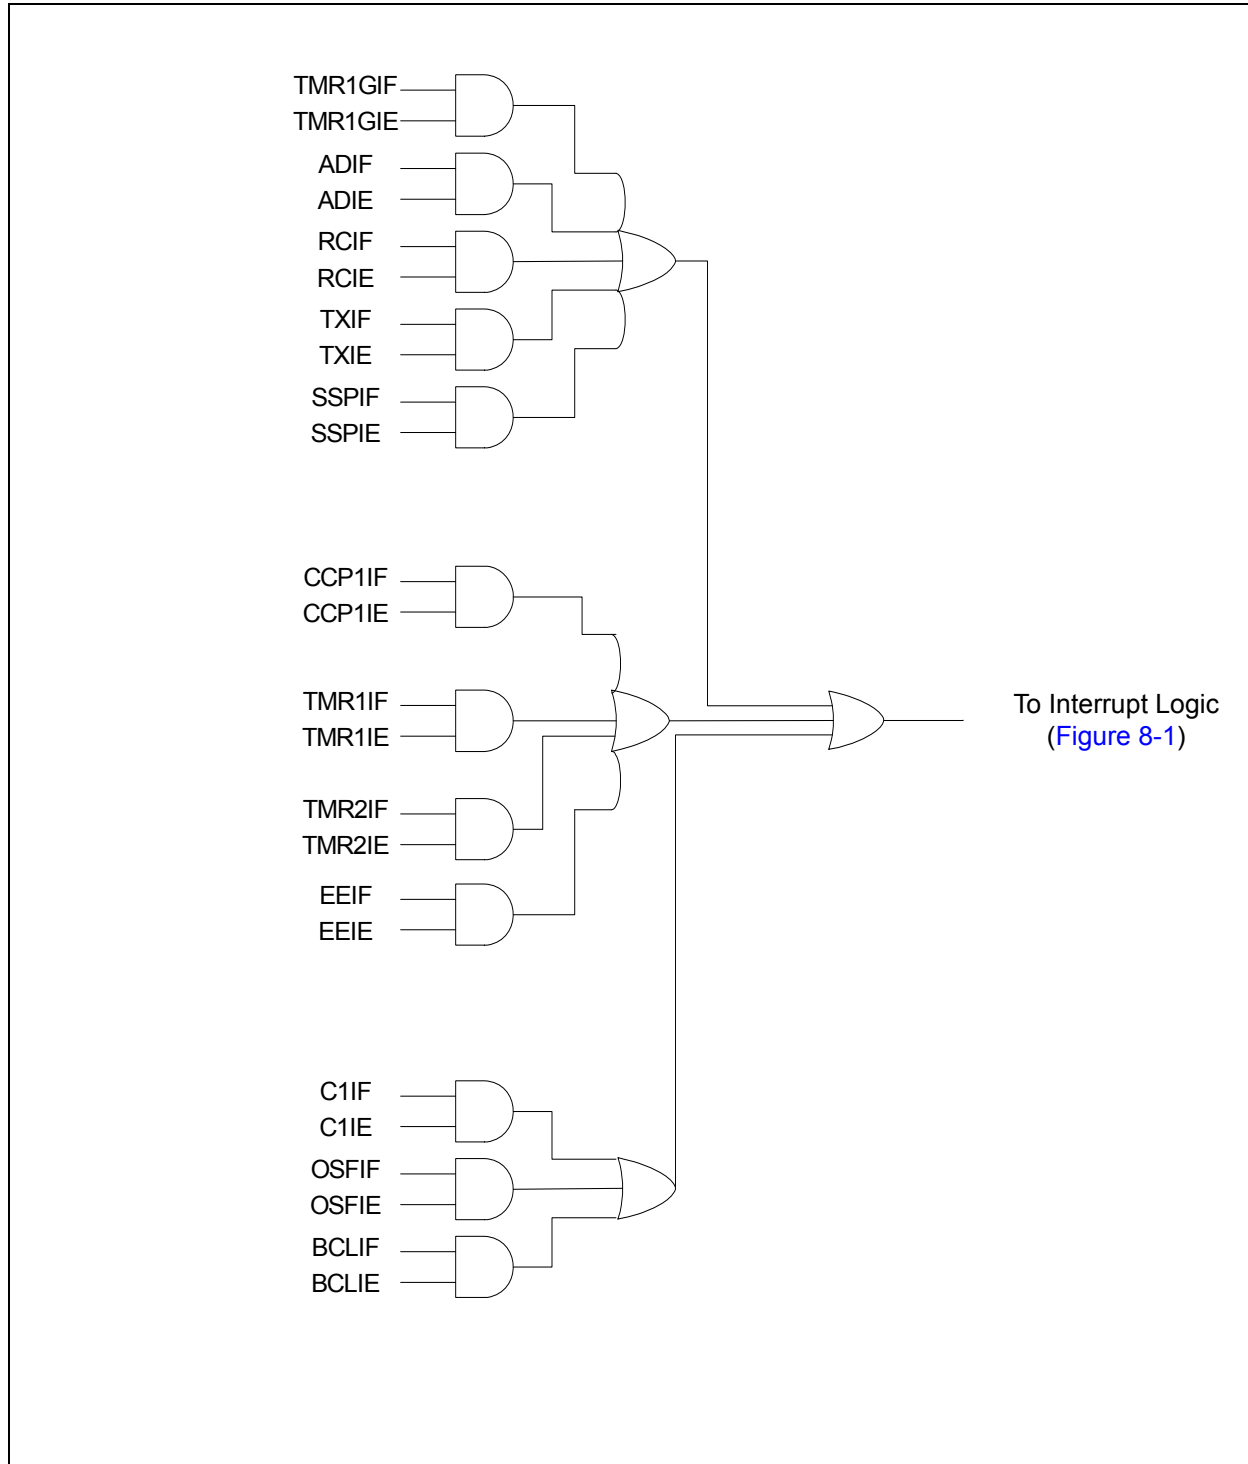 TMR1GIF
TMR1GIE
ADIF
ADIE
RCIF
RCIE
TXIF
TXIE
SSPIF
SSPIE
CCP1IF
CCP1IE
TMR1IF
TMR1IE
To Interrupt Logic
(Figure 8-1)
TMR2IF
TMR2IE
EEIF
EEIE
C1IF
C1IE
OSFIF
OSFIE
BCLIF
BCLIE